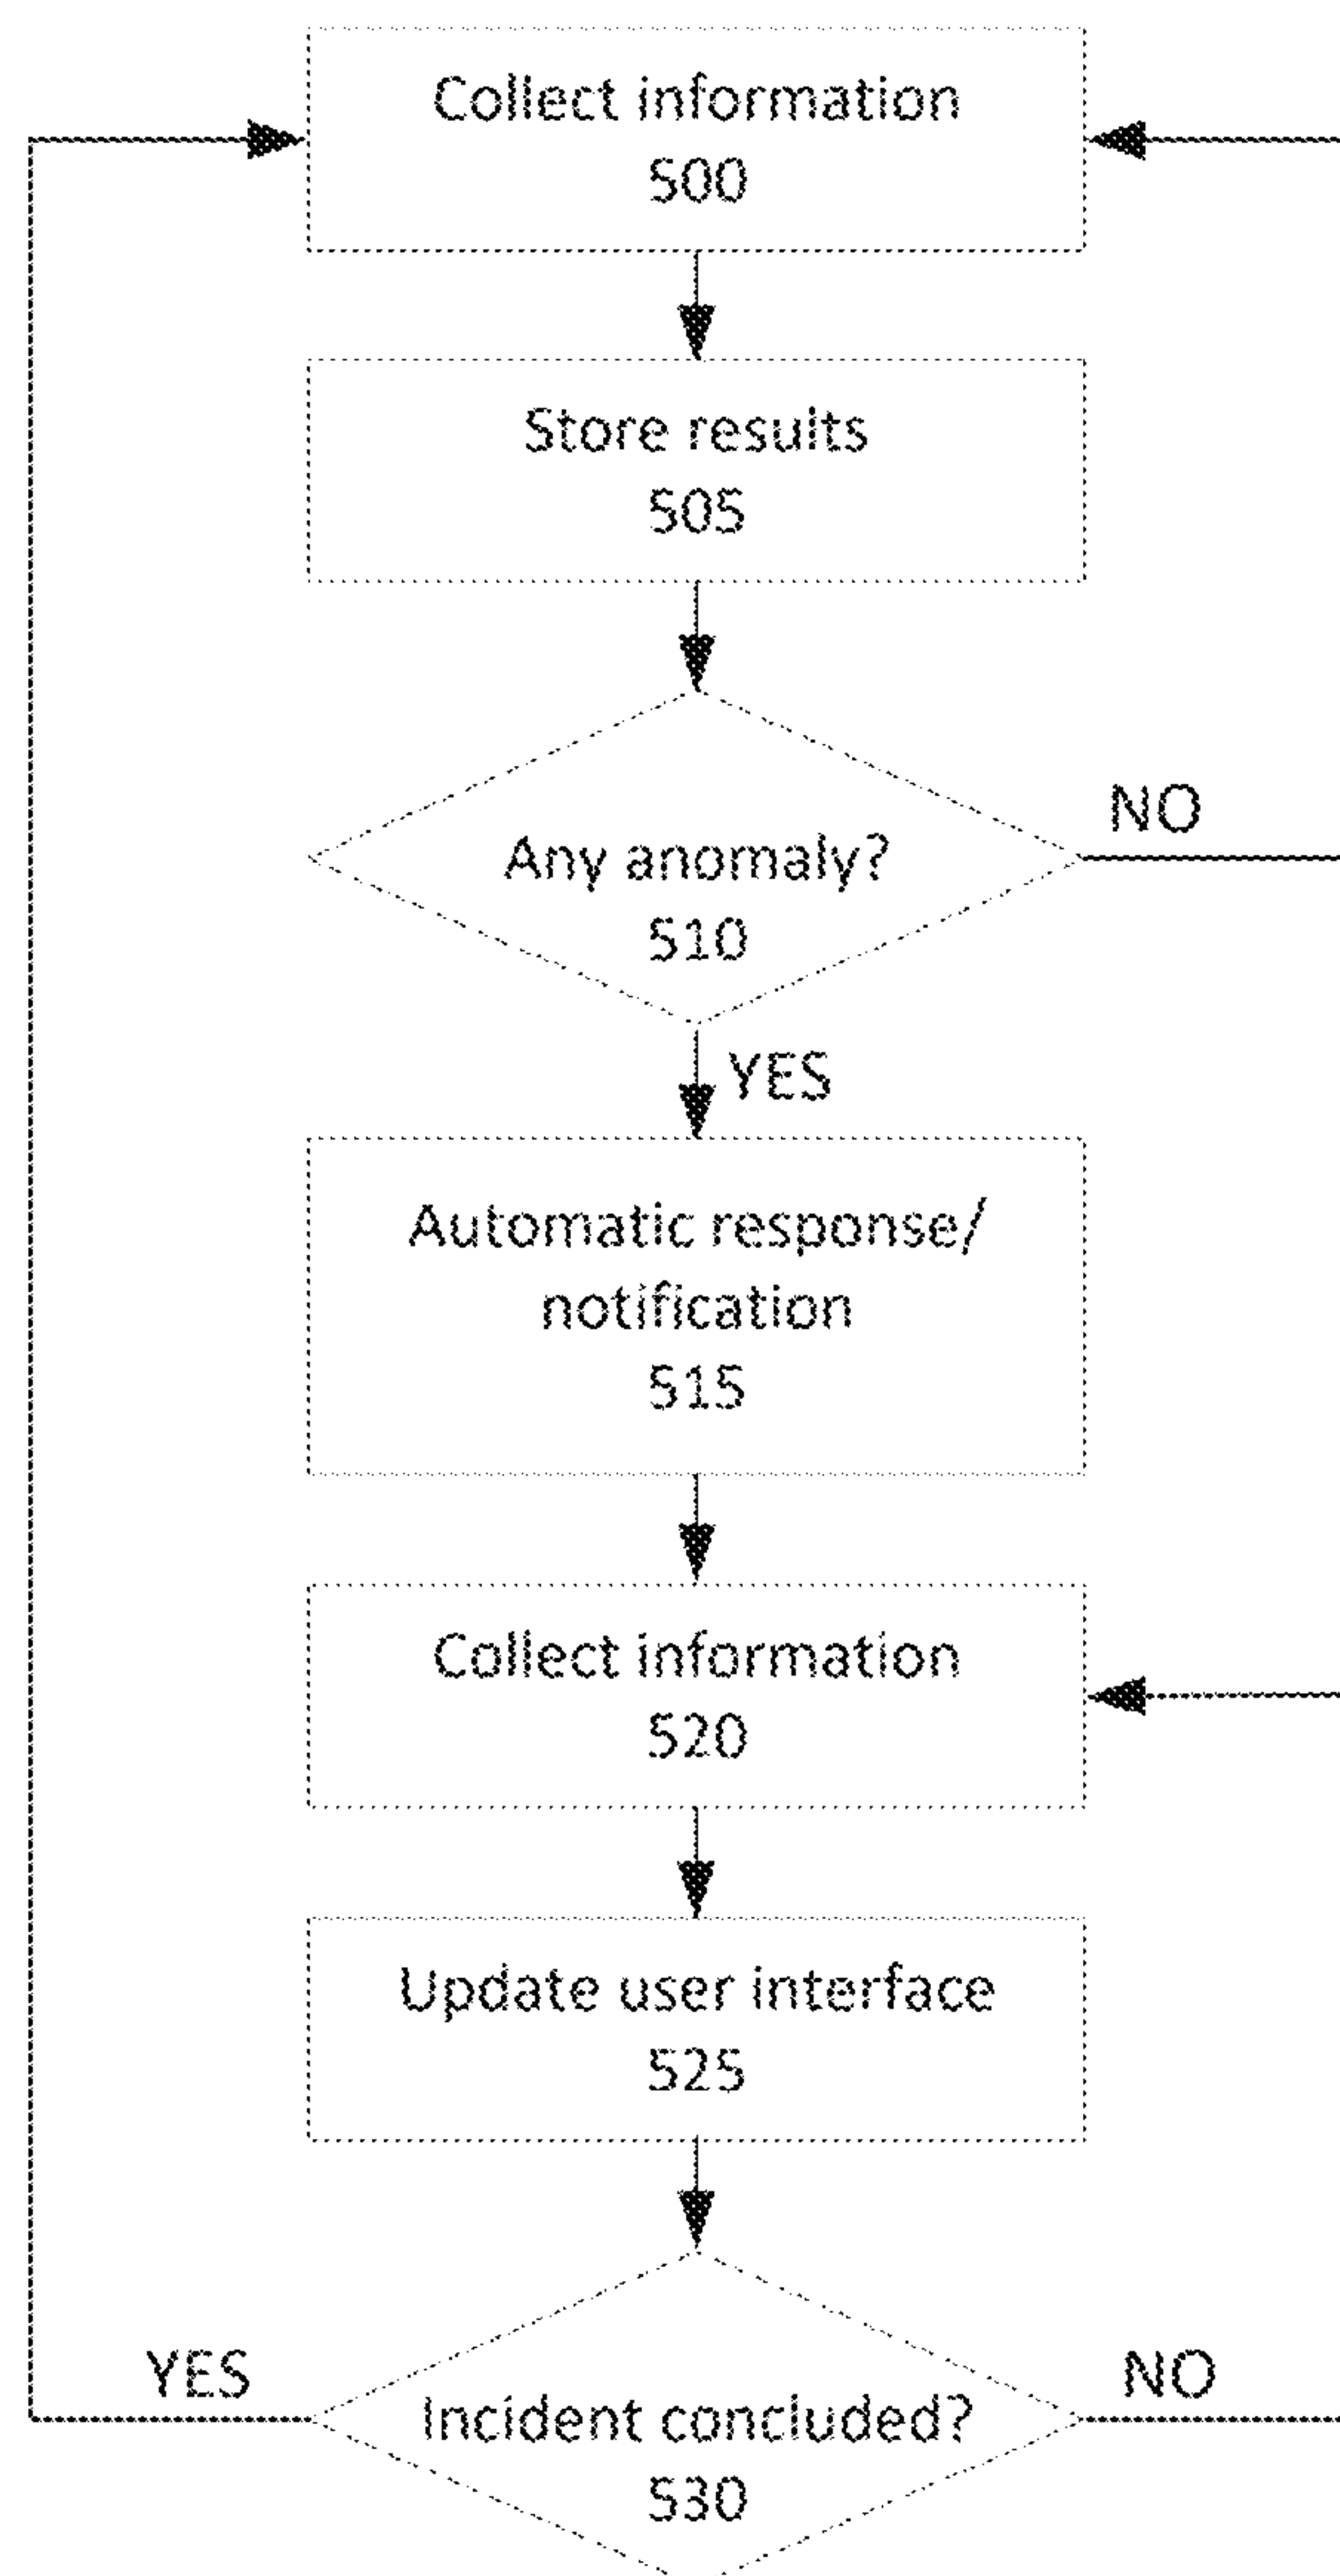 Collect information
500
Store results
505
Any anomaly?
510
NO
YES
Automatic response/
notification
515
Collect information
520
Update user interface
525
Incident concluded?
530
YES
NO